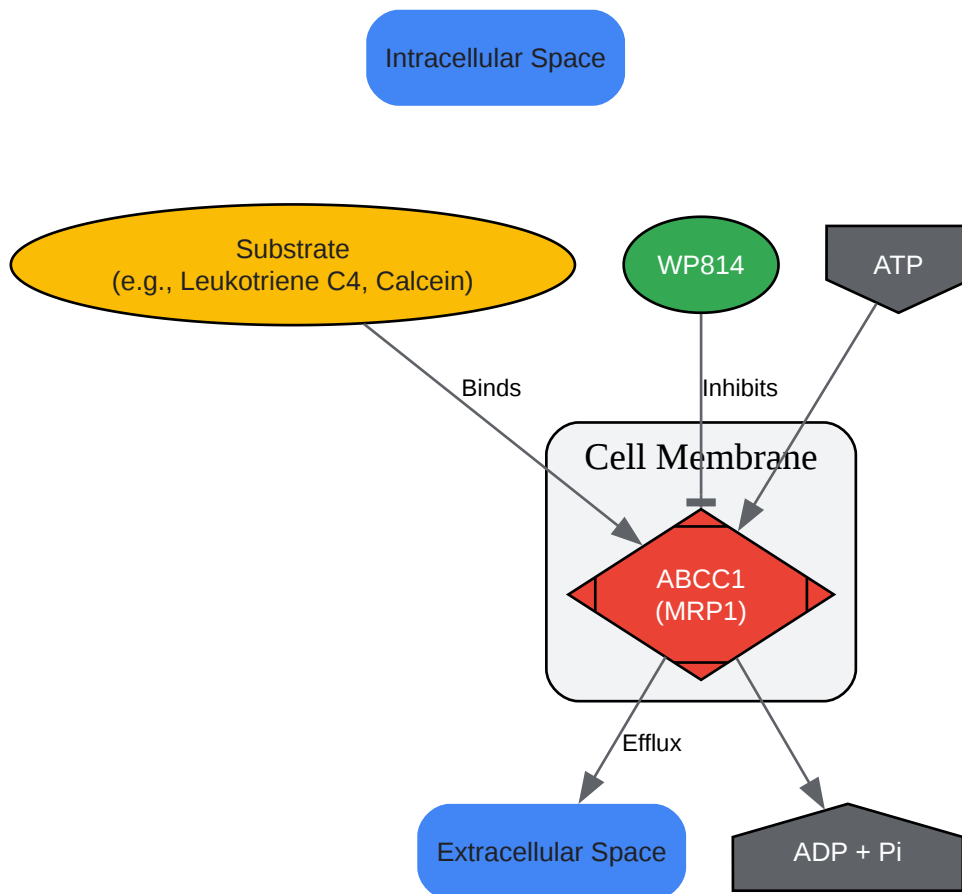 Intracellular Space
Substrate
(e.g., Leukotriene C4, Calcein)
WP814
ATP
Binds
Inhibits
Cell Membrane
ABCC1
(MRP1)
Efflux
Extracellular Space
ADP + Pi